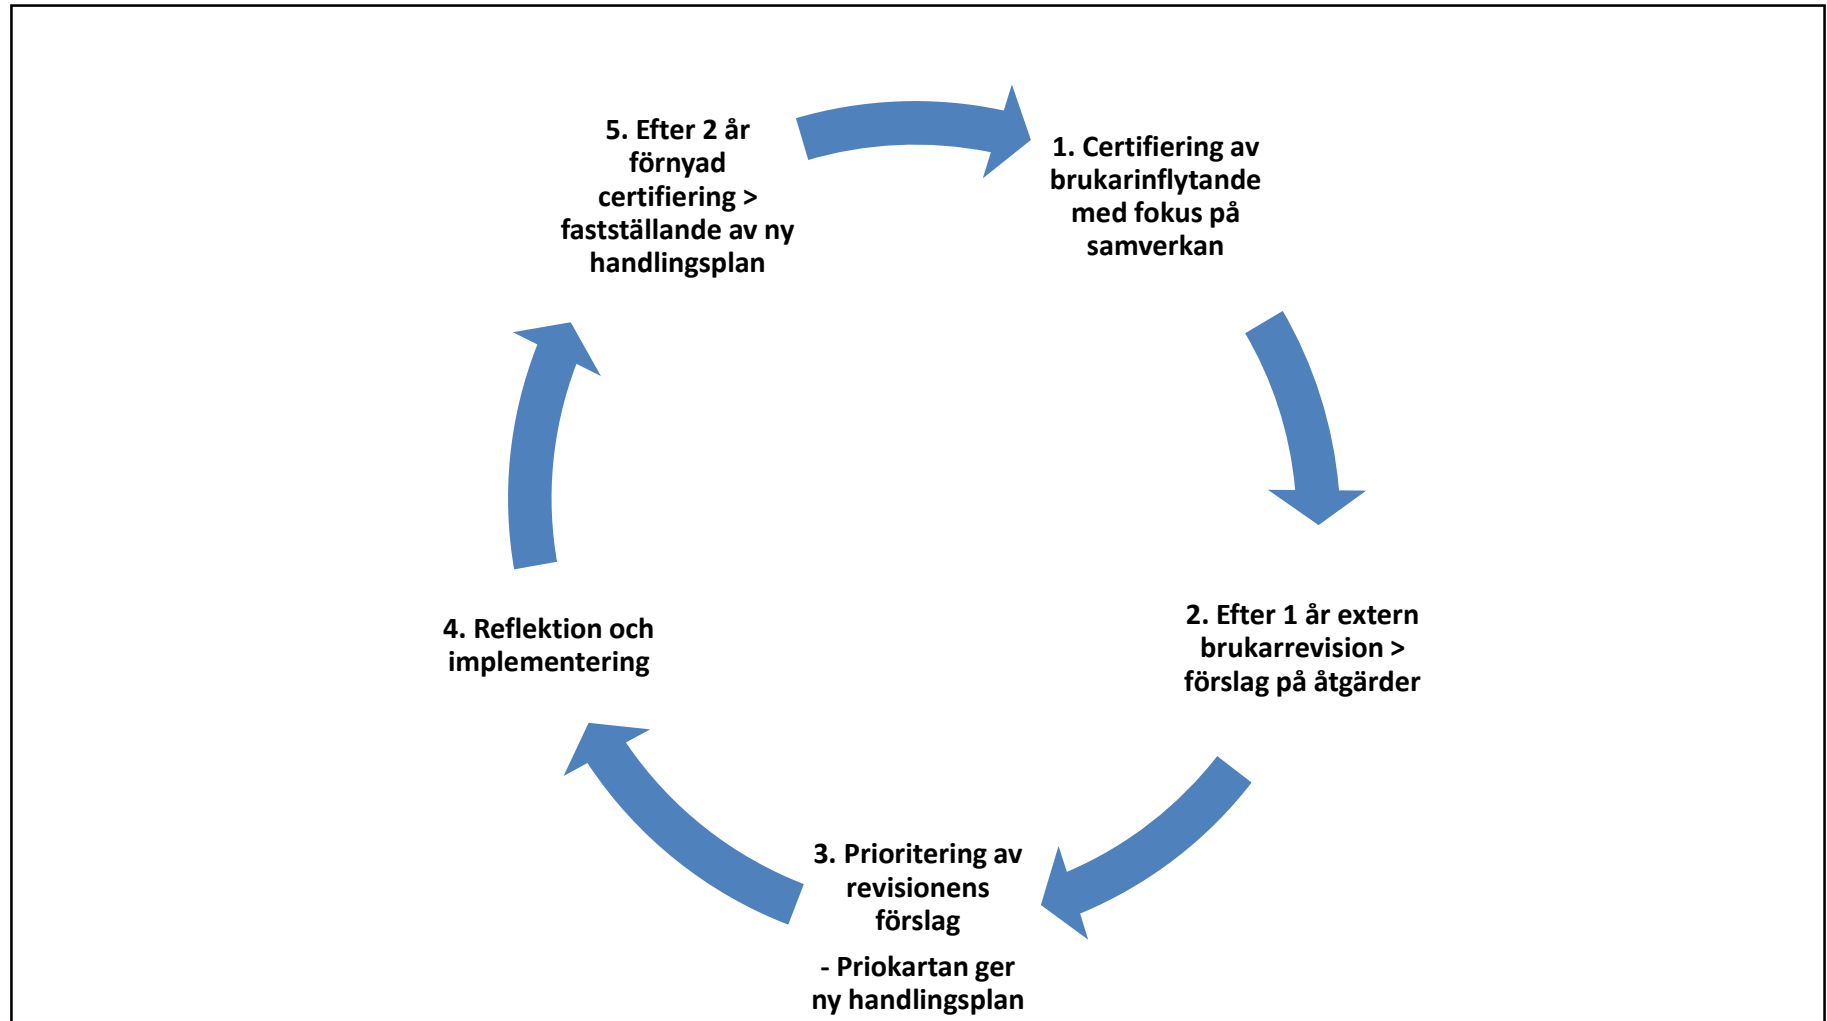 1. Certifiering av
brukarinflytande
med fokus på
samverkan
2. Efter 1 år extern
brukarrevision >
förslag på åtgärder
3. Prioritering av
revisionens
förslag
- Priokartan ger
ny handlingsplan
4. Reflektion och
implementering
5. Efter 2 år
förnyad
certifiering >
fastställande av ny
handlingsplan